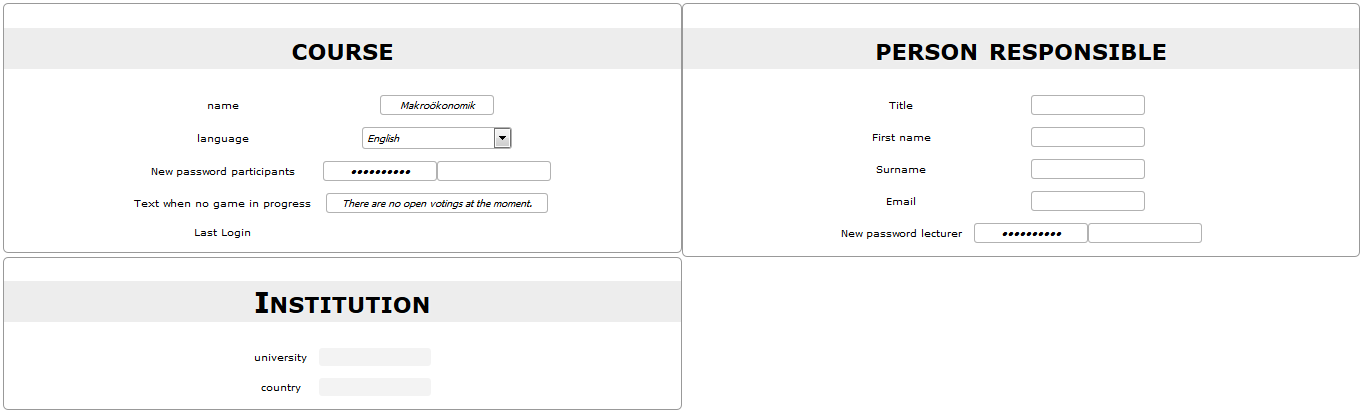 COURSE
name Makroökonomik
language English
New password participants ••••••••••
Text when no game in progress There are no open votings at the moment.
Last Login
PERSON RESPONSIBLE
Title
First name
Surname
Email
New password lecturer ••••••••••
INSTITUTION
university
country